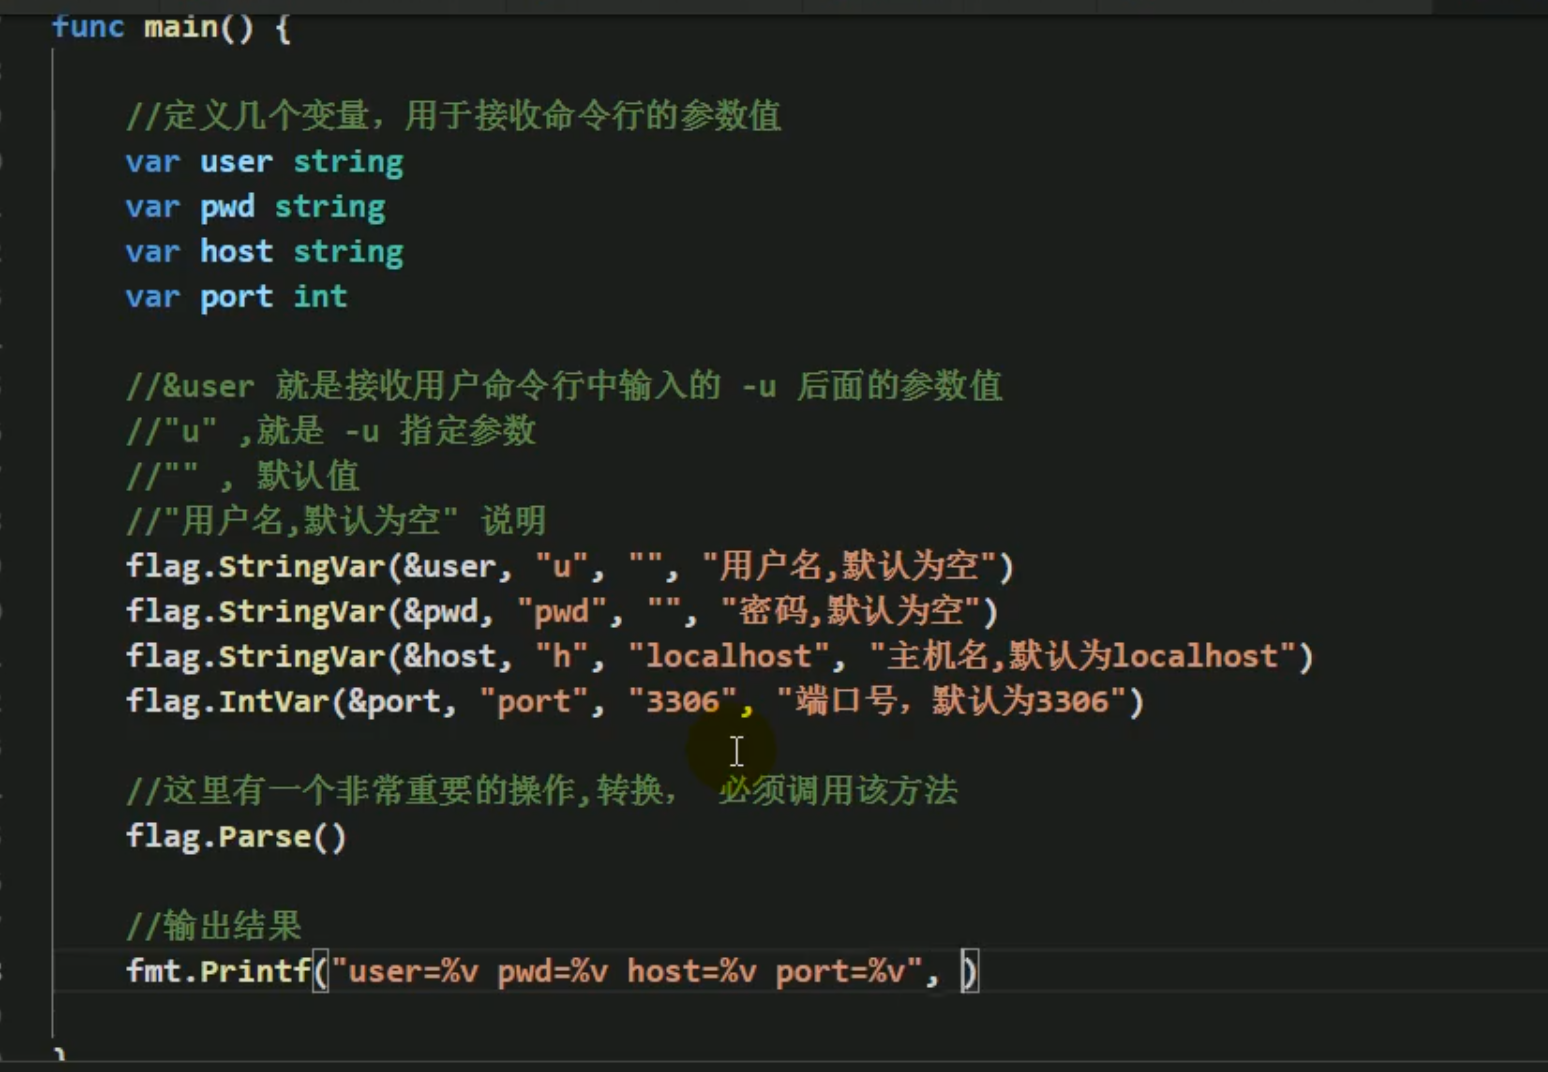 func main() {
//定义几个变量，用于接收命令行的参数值
var user string
var pwd string
var host string
var port int
//&user 就是接收用户命令行中输入的 -u 后面的参数值
//"u" ,就是 -u 指定参数
//"" , 默认值
//"用户名,默认为空" 说明
flag.StringVar(&user, "u", "", "用户名,默认为空")
flag.StringVar(&pwd, "pwd", "", "密码,默认为空")
flag.StringVar(&host, "h", "localhost", "主机名,默认为localhost")
flag.IntVar(&port, "port", "3306", "端口号，默认为3306")
//这里有一个非常重要的操作,转换， 必须调用该方法
flag.Parse()
//输出结果
fmt.Printf("user=%v pwd=%v host=%v port=%v", )
}